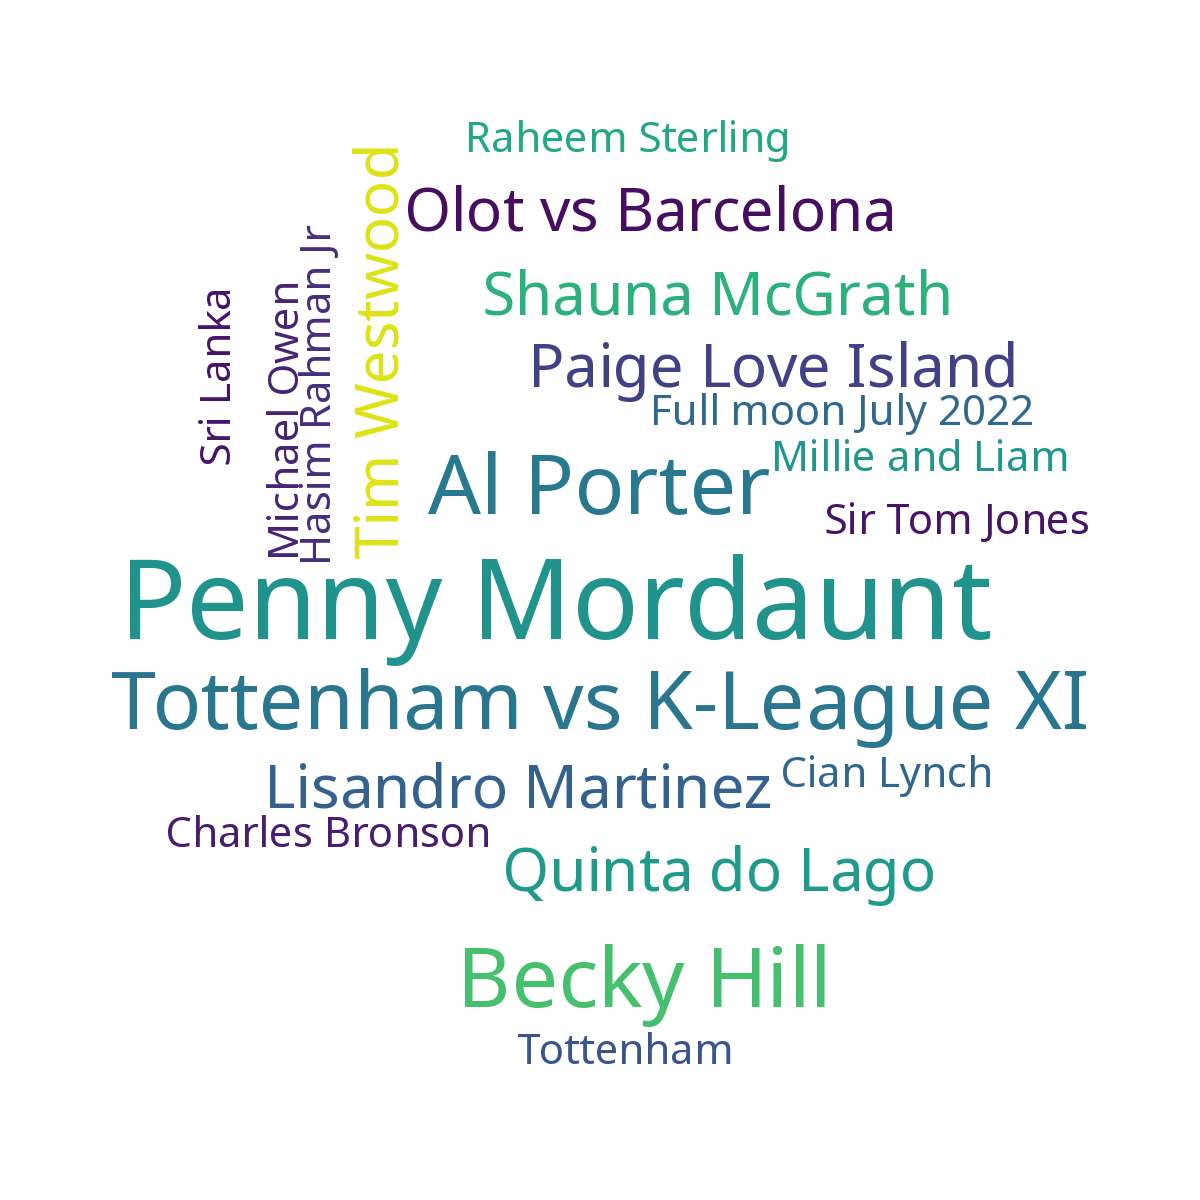 Raheem Sterling
Olot vs Barcelona
Shauna McGrath
Paige Love Island
Full moon July 2022
Millie and Liam
Al Porter
Sir Tom Jones
Sri Lanka
Michael Owen
Hasim Rahman Jr
Tim Westwood
Penny Mordaunt
Tottenham vs K-League XI
Lisandro Martinez
Cian Lynch
Charles Bronson
Quinta do Lago
Becky Hill
Tottenham